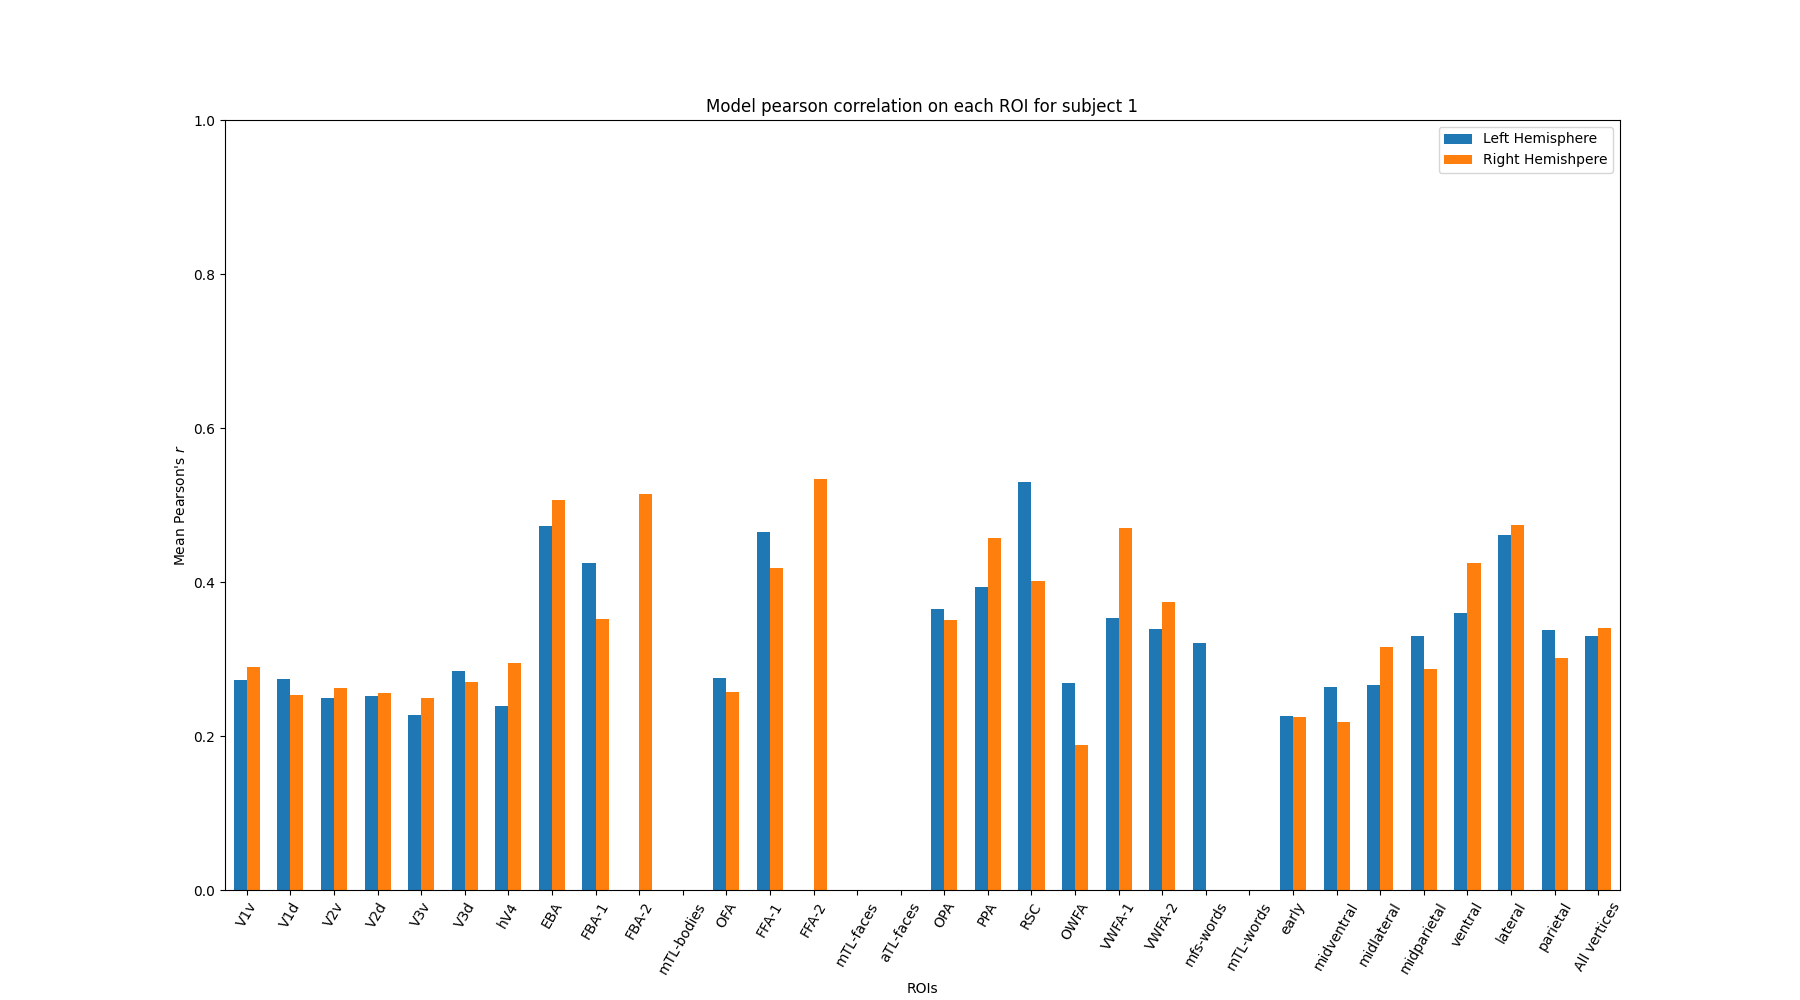 Model pearson correlation on each ROI for subject 1
Left Hemisphere
Right Hemishpere
1.0
0.8
0.6
0.4
0.2
0.0
Mean Pearson's r
V1v
V1d
V2v
V2d
V3v
V3d
hV4
EBA
FBA-1
FBA-2
mTL-bodies
OFA
FFA-1
FFA-2
mTL-faces
aTL-faces
OPA
PPA
RSC
OWFA
VWFA-1
VWFA-2
mfs-words
mTL-words
early
midventral
midlateral
midparietal
ventral
lateral
parietal
All vertices
ROIs